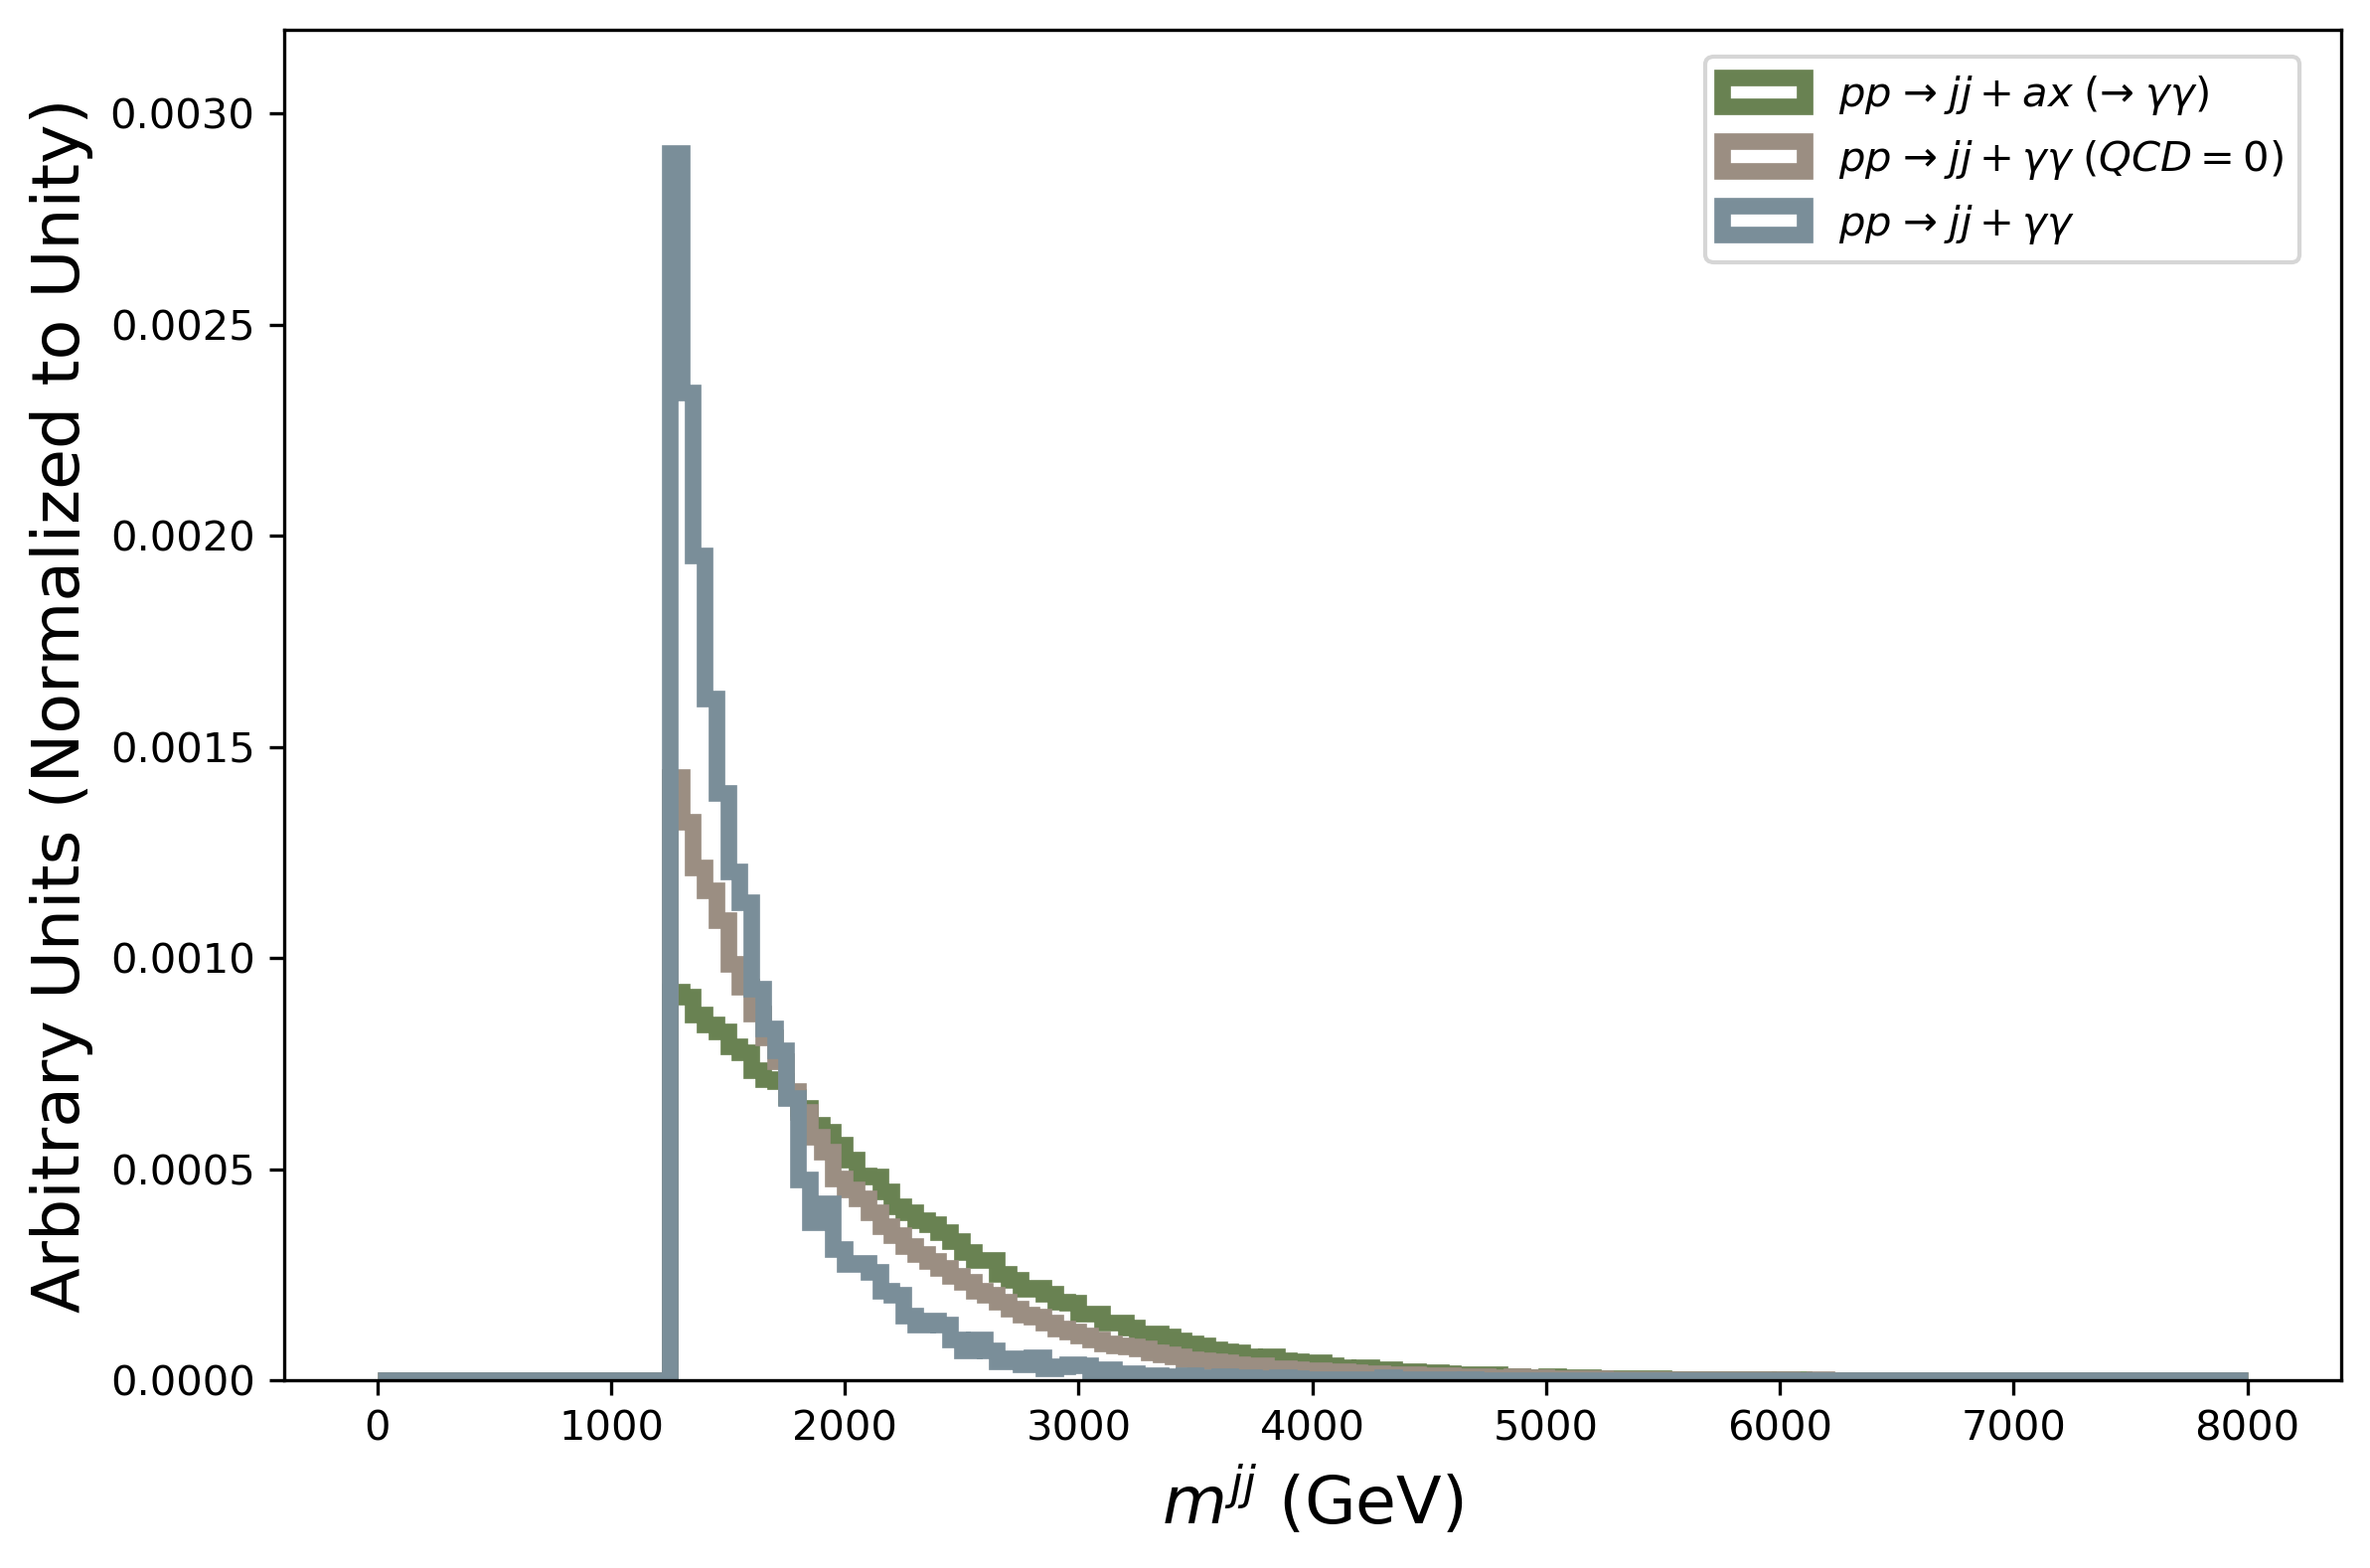 Arbitrary Units (Normalized to Unity)
0.0030
0.0025
0.0020
0.0015
0.0010
0.0005
0.0000
pp → jj + ax (→ γγ)
pp → jj + γγ (QCD = 0)
pp → jj + γγ
0 1000 2000 3000 4000 5000 6000 7000 8000
m^{jj} (GeV)